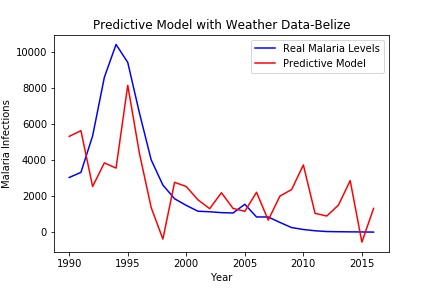 Predictive Model with Weather Data-Belize
Real Malaria Levels
Predictive Model
Malaria Infections
10000
8000
6000
4000
2000
0
1990
1995
2000
2005
2010
2015
Year